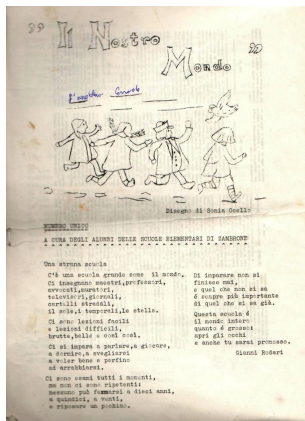 Il Nostro
Mondo
Disegno di Sonia Coello
NUMERO UNICO
A CURA DEGLI ALUNNI DELLE SCUOLE ELEMENTARI DI ZAMBRONE
Una strana scuola
C'è una scuola grande come il mondo.
Ci insegnano maestri,professori,
avvocati,muratori,
televisori,giornali,
cartelli stradali,
il sole,i temporali,le stelle.
Ci sono lezioni facili
e lezioni difficili,
brutte,belle e così così.
Ci si impara a parlare,a giocare,
a dormire,a svegliarsi
a voler bene e perfino
ad arrabbiarsi.
Ci sono esami tutti i momenti,
ma non ci sono ripetenti:
nessuno può fermarsi a dieci anni,
a quindici, a venti,
e riposare un pochino.
Di imparare non si
finisce mai,
e quel che non si sa
é sempre più importante
di quel che si sa già.
Questa scuola é
il mondo intero
quanto é grosso:
apri gli occhi
e anche tu sarai promosso.
Gianni Rodari